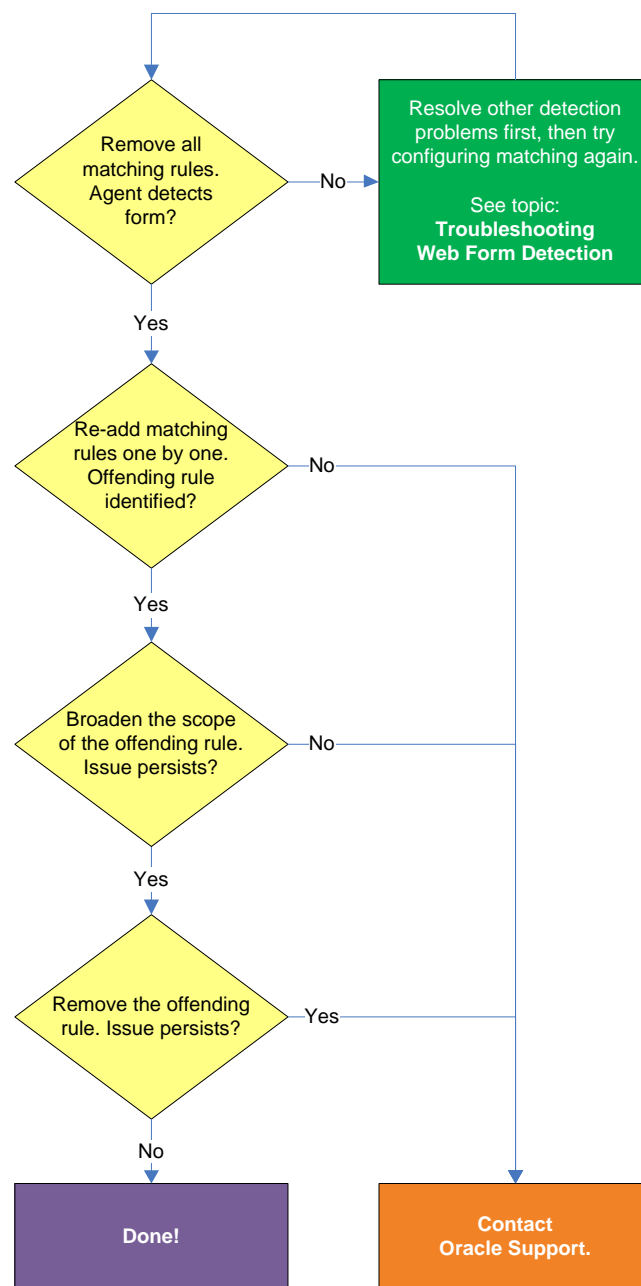 Remove all
matching rules.
Agent detects
form?
No
Resolve other detection
problems first, then try
configuring matching again.
See topic:
Troubleshooting
Web Form Detection
Yes
Re-add matching
rules one by one.
Offending rule
identified?
No
Yes
Broaden the scope
of the offending rule.
Issue persists?
No
Yes
Remove the offending
rule. Issue persists?
Yes
No
Done!
Contact
Oracle Support.